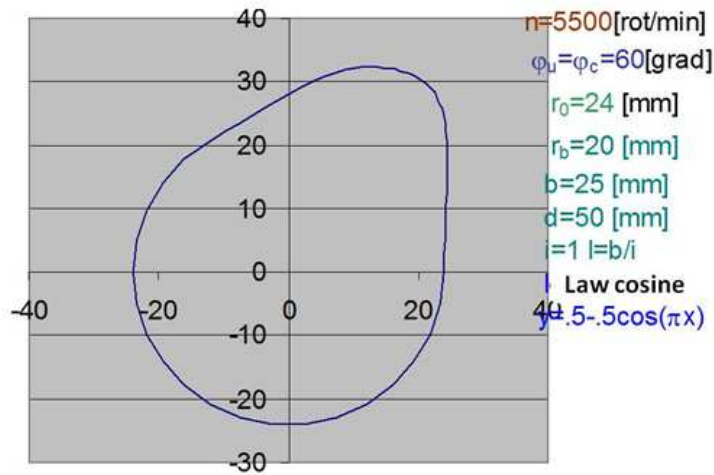 40
30
20
10
0
-10
-20
-30
-40
-20
0
20
40
n=5500[rot/min]
φu=φc=60[grad]
r0=24 [mm]
rb=20 [mm]
b=25 [mm]
d=50 [mm]
i=1 l=b/i
Law cosine
y=.5-.5cos(πx)